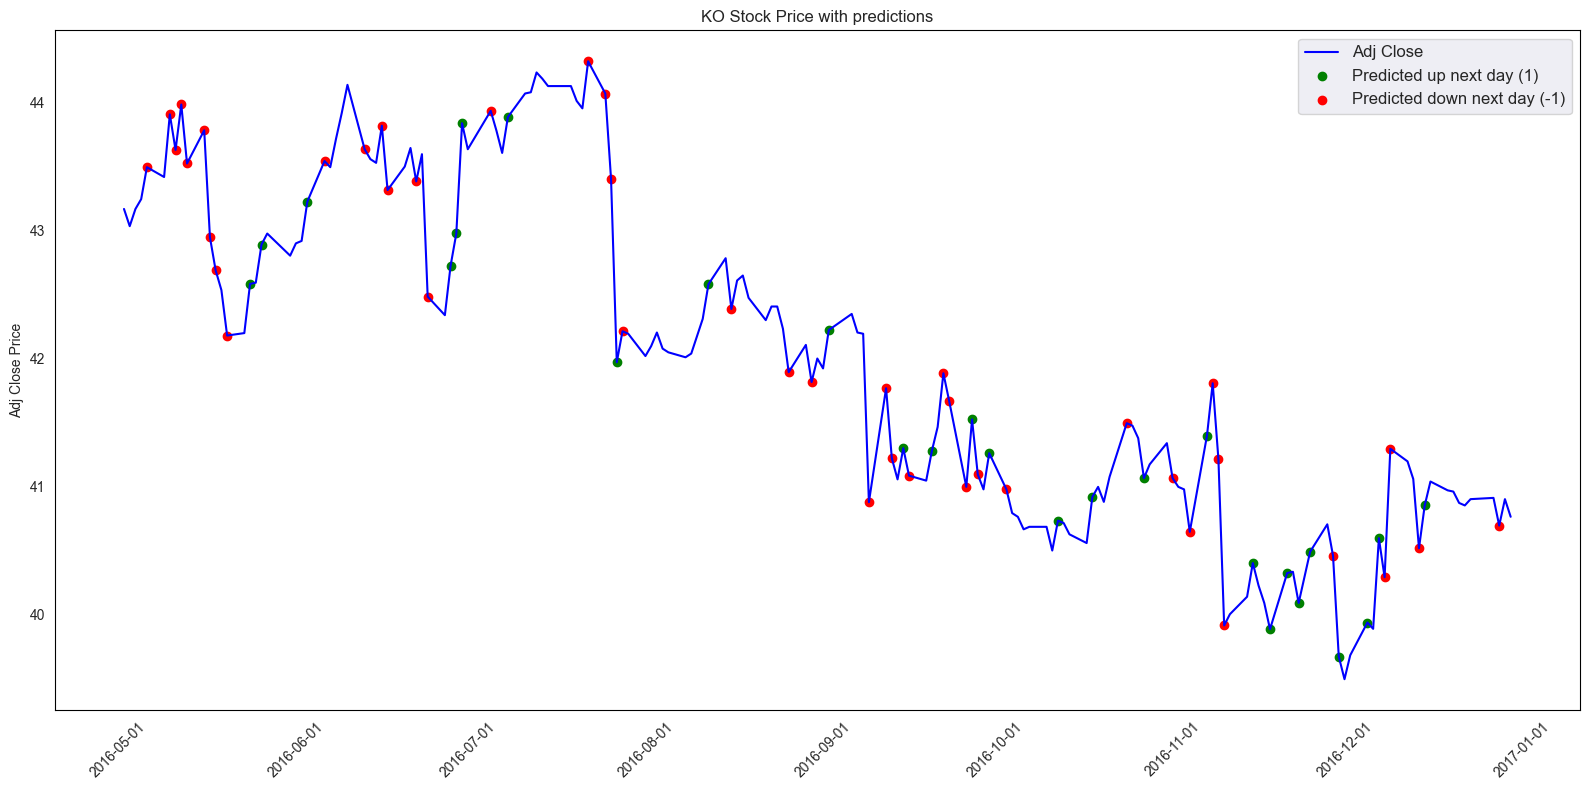 KO Stock Price with predictions
Adj Close
Predicted up next day (1)
Predicted down next day (-1)
Adj Close Price
44
43
42
41
40
2016-05-01
2016-06-01
2016-07-01
2016-08-01
2016-09-01
2016-10-01
2016-11-01
2016-12-01
2017-01-01